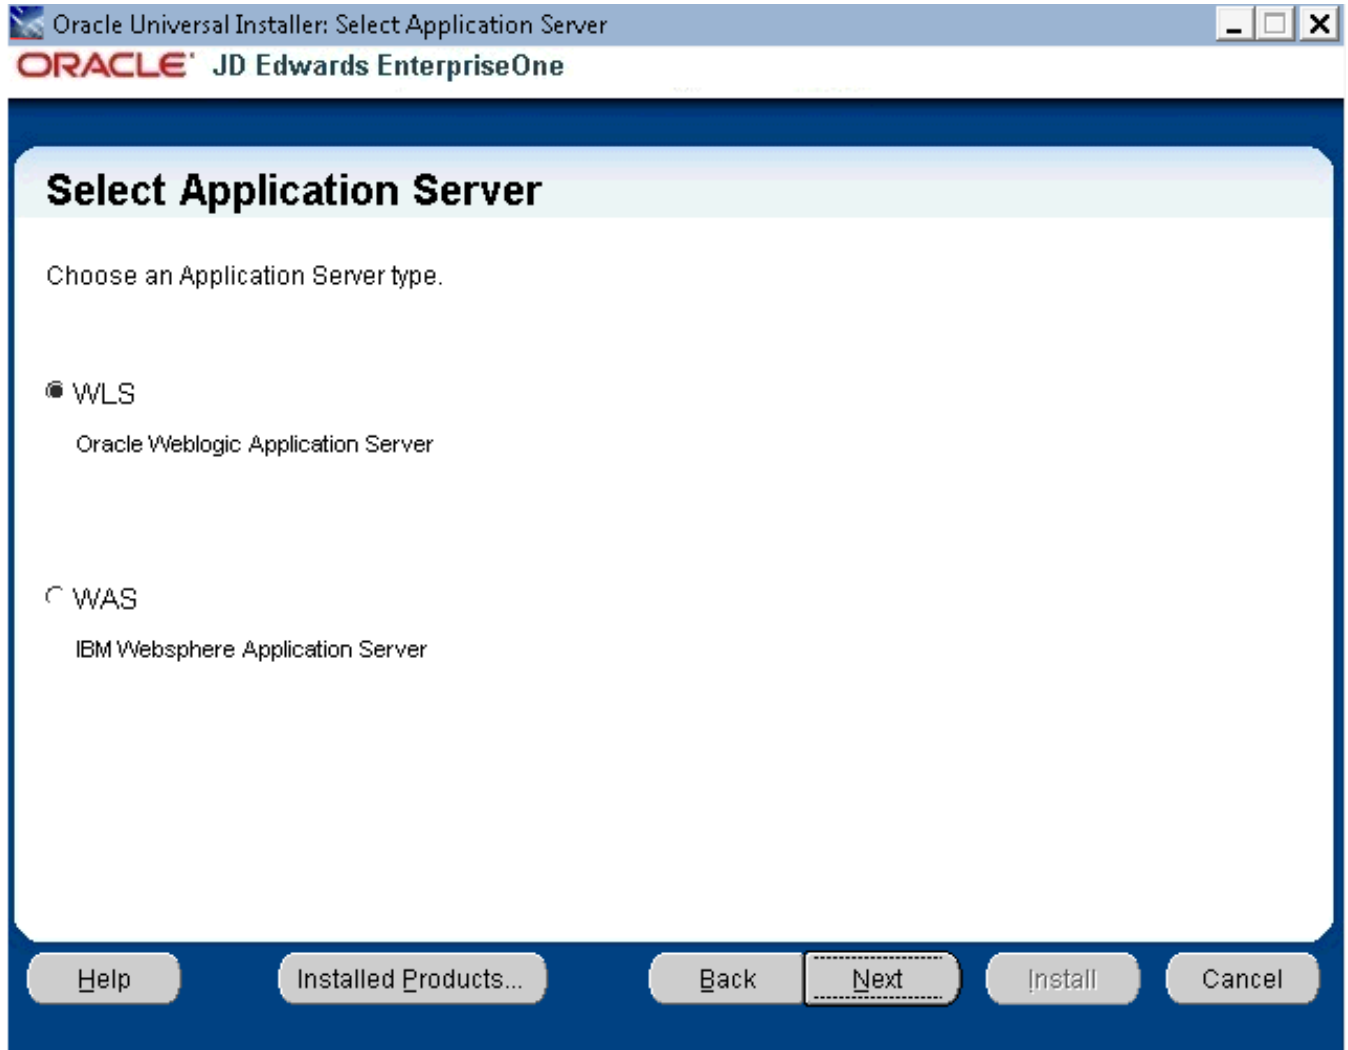 Oracle Universal Installer: Select Application Server
ORACLE JD Edwards EnterpriseOne
Select Application Server
Choose an Application Server type.
WLS
Oracle Weblogic Application Server
WAS
IBM Websphere Application Server
Help Installed Products... Back Next Install Cancel